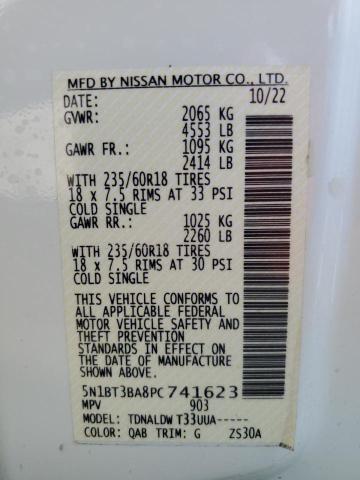 MFD BY NISSAN MOTOR CO., LTD.
DATE: 10/22
GVWR: 2065 KG
4553 LB
GAWR FR.: 1095 KG
2414 LB
WITH 235/60R18 TIRES
18 x 7.5 RIMS AT 33 PSI
COLD SINGLE
GAWR RR.: 1025 KG
2260 LB
WITH 235/60R18 TIRES
18 x 7.5 RIMS AT 30 PSI
COLD SINGLE
THIS VEHICLE CONFORMS TO
ALL APPLICABLE FEDERAL
MOTOR VEHICLE SAFETY AND
THEFT PREVENTION
STANDARDS IN EFFECT ON
THE DATE OF MANUFACTURE
SHOWN ABOVE.
5N1BT3BA8PC741623
MPV 903
MODEL: TDNALDW T33UUA-----
COLOR: QAB TRIM: G ZS30A